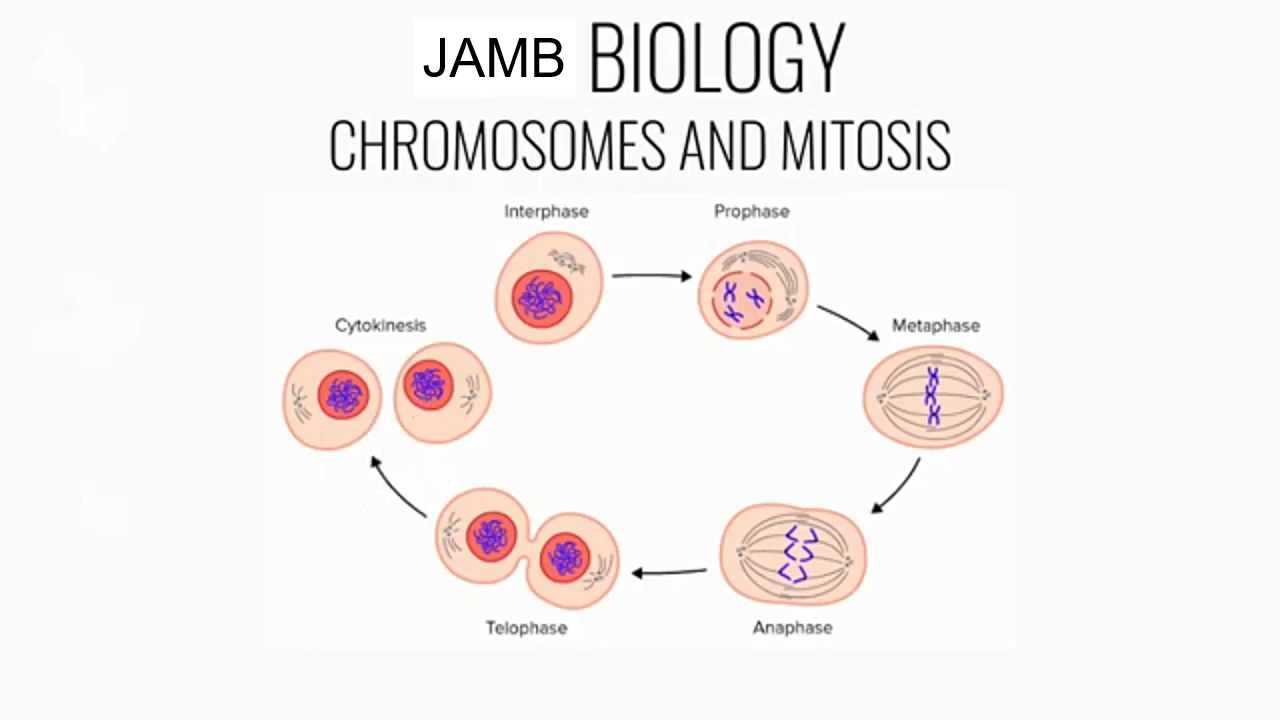 JAMB BIOLOGY
CHROMOSOMES AND MITOSIS
Interphase
Prophase
Cytokinesis
Metaphase
Telophase
Anaphase